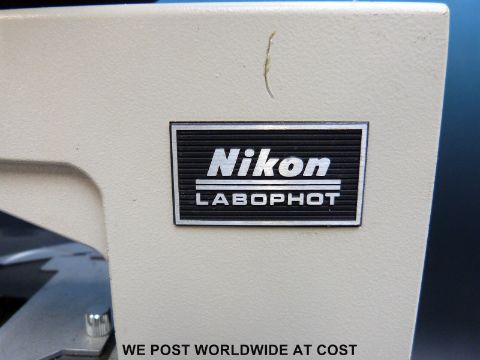 Nikon
LABOPHOT
WE POST WORLDWIDE AT COST